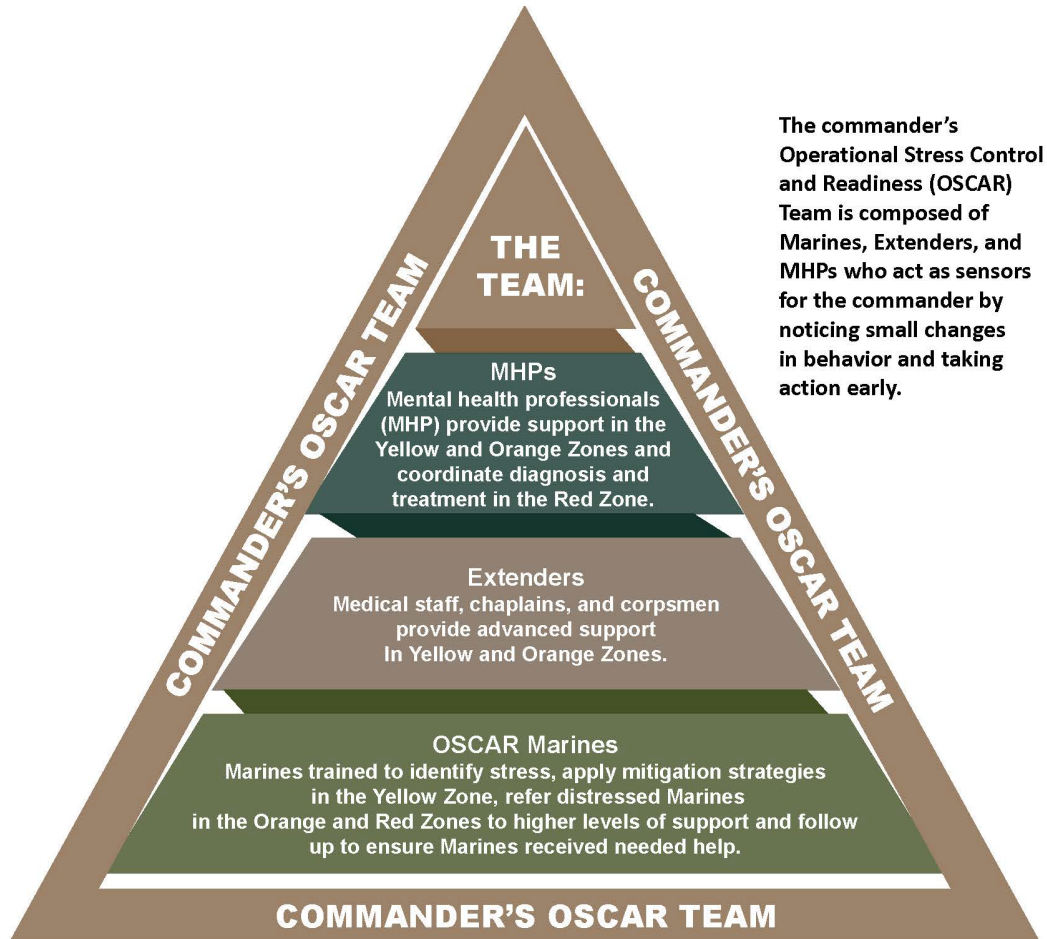 THE
TEAM:
MHPs
Mental health professionals
(MHP) provide support in the
Yellow and Orange Zones and
coordinate diagnosis and
treatment in the Red Zone.
Extenders
Medical staff, chaplains, and corpsmen
provide advanced support
In Yellow and Orange Zones.
OSCAR Marines
Marines trained to identify stress, apply mitigation strategies
in the Yellow Zone, refer distressed Marines
in the Orange and Red Zones to higher levels of support and follow
up to ensure Marines received needed help.
COMMANDER’S OSCAR TEAM
COMMANDER’S OSCAR TEAM
COMMANDER’S OSCAR TEAM
The commander’s
Operational Stress Control
and Readiness (OSCAR)
Team is composed of
Marines, Extenders, and
MHPs who act as sensors
for the commander by
noticing small changes
in behavior and taking
action early.